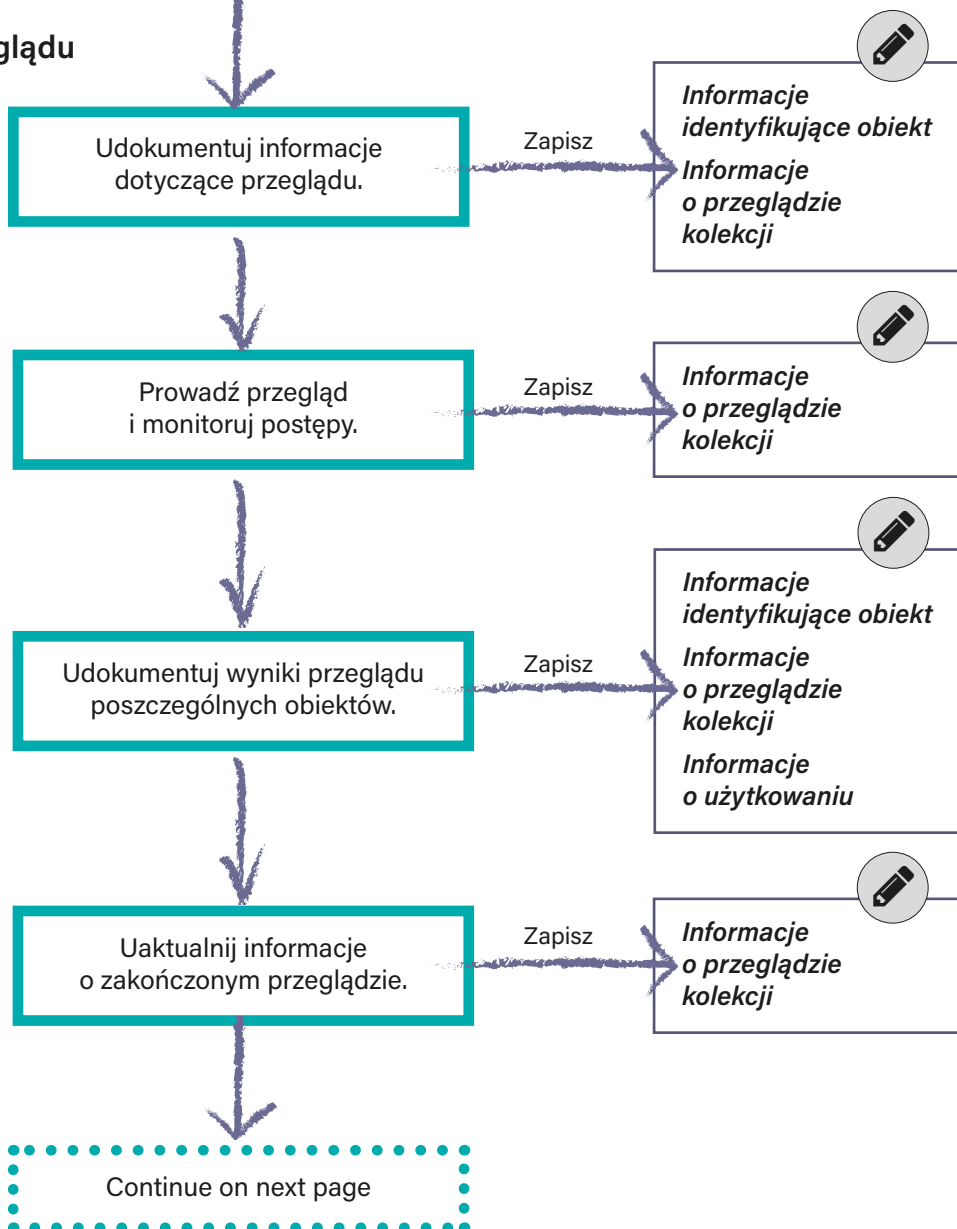 glądu
Udokumentuj informacje
dotyczące przeglądu.
Zapisz
Informacje
identyfikujące obiekt
Informacje
o przeglądzie
kolekcji
Prowadź przegląd
i monitoruj postępy.
Zapisz
Informacje
o przeglądzie
kolekcji
Udokumentuj wyniki przeglądu
poszczególnych obiektów.
Zapisz
Informacje
identyfikujące obiekt
Informacje
o przeglądzie
kolekcji
Informacje
o użytkowaniu
Uaktualnij informacje
o zakończonym przeglądzie.
Zapisz
Informacje
o przeglądzie
kolekcji
Continue on next page